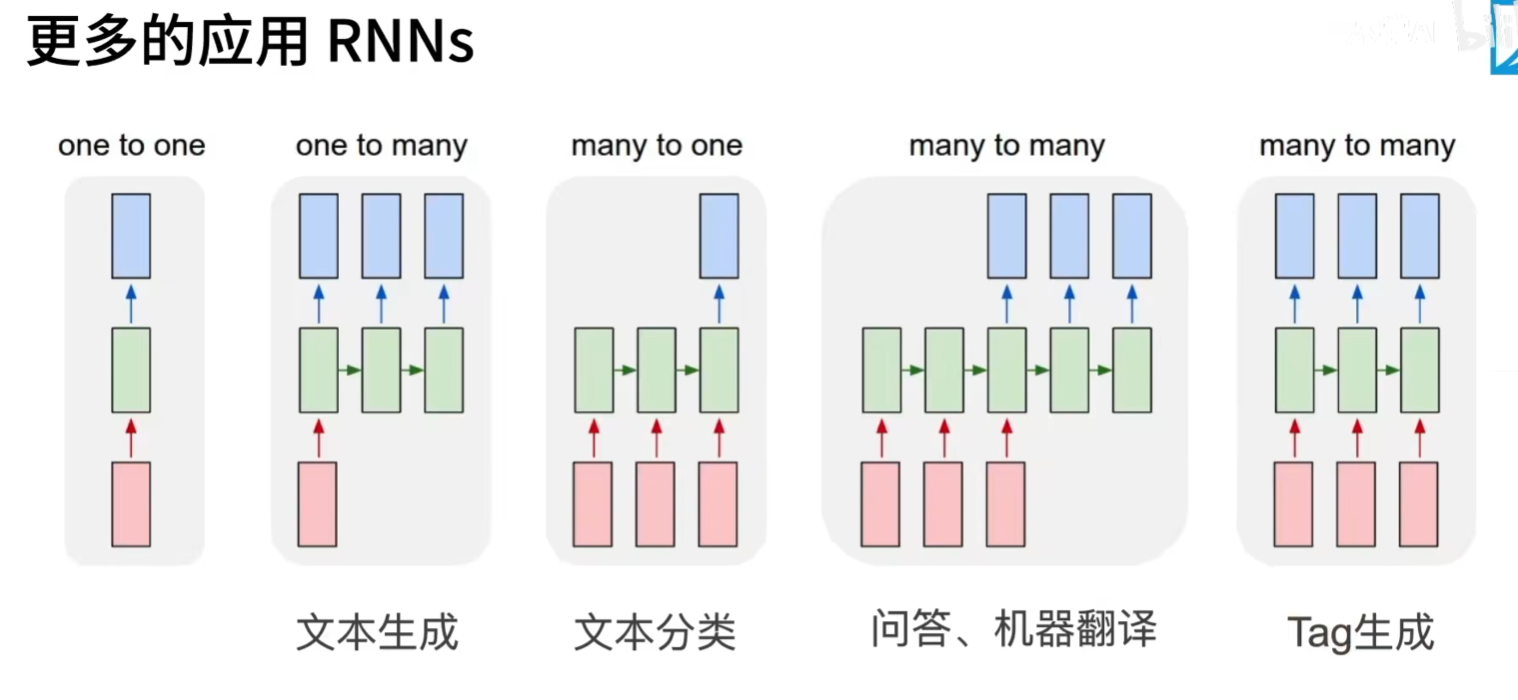 更多的应用 RNNs
one to one
one to many
many to one
many to many
many to many
文本生成
文本分类
问答、机器翻译
Tag生成